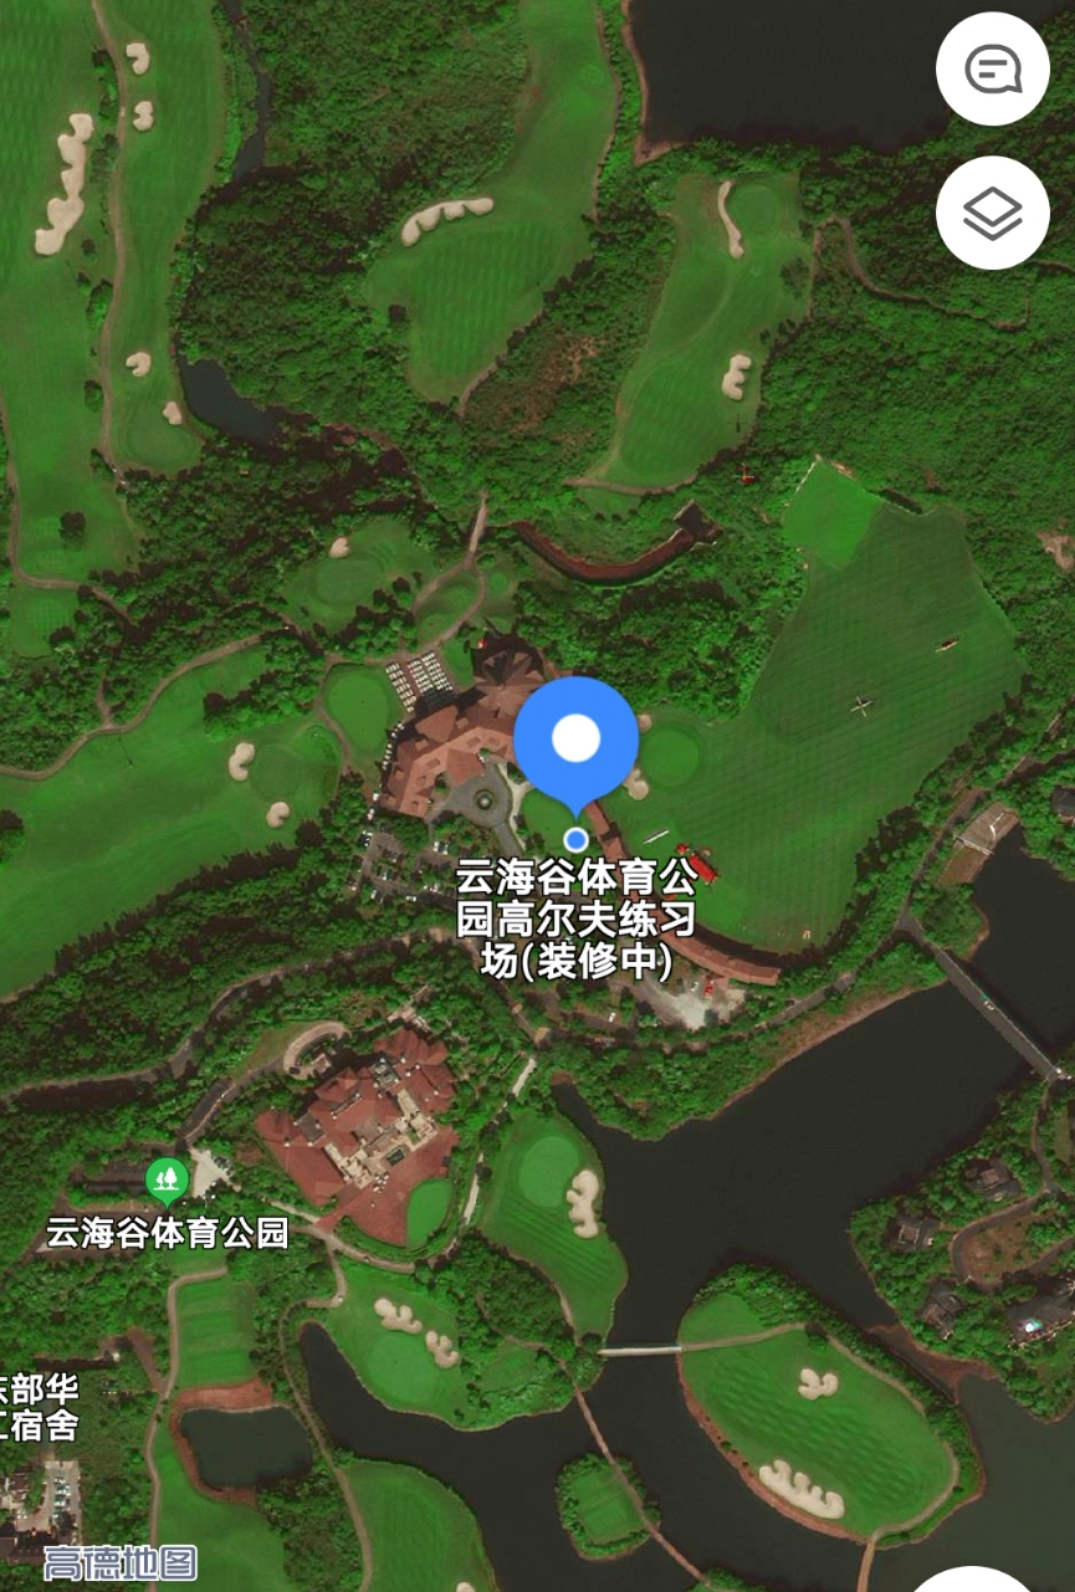 云海谷体育公
园高尔夫练习
场(装修中)
云海谷体育公园
部华
宿舍
高德地图